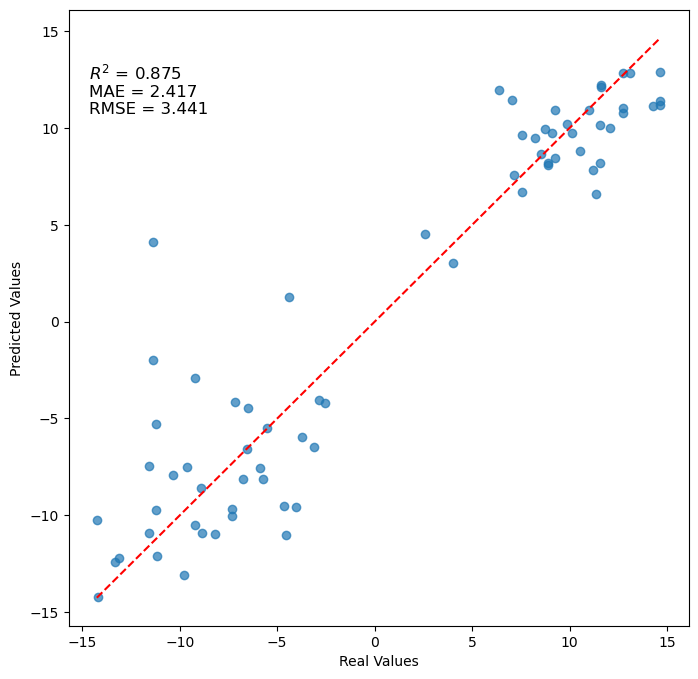 15
10
5
0
−5
−10
−15
Predicted Values
R² = 0.875
MAE = 2.417
RMSE = 3.441
−15 −10 −5 0 5 10 15
Real Values